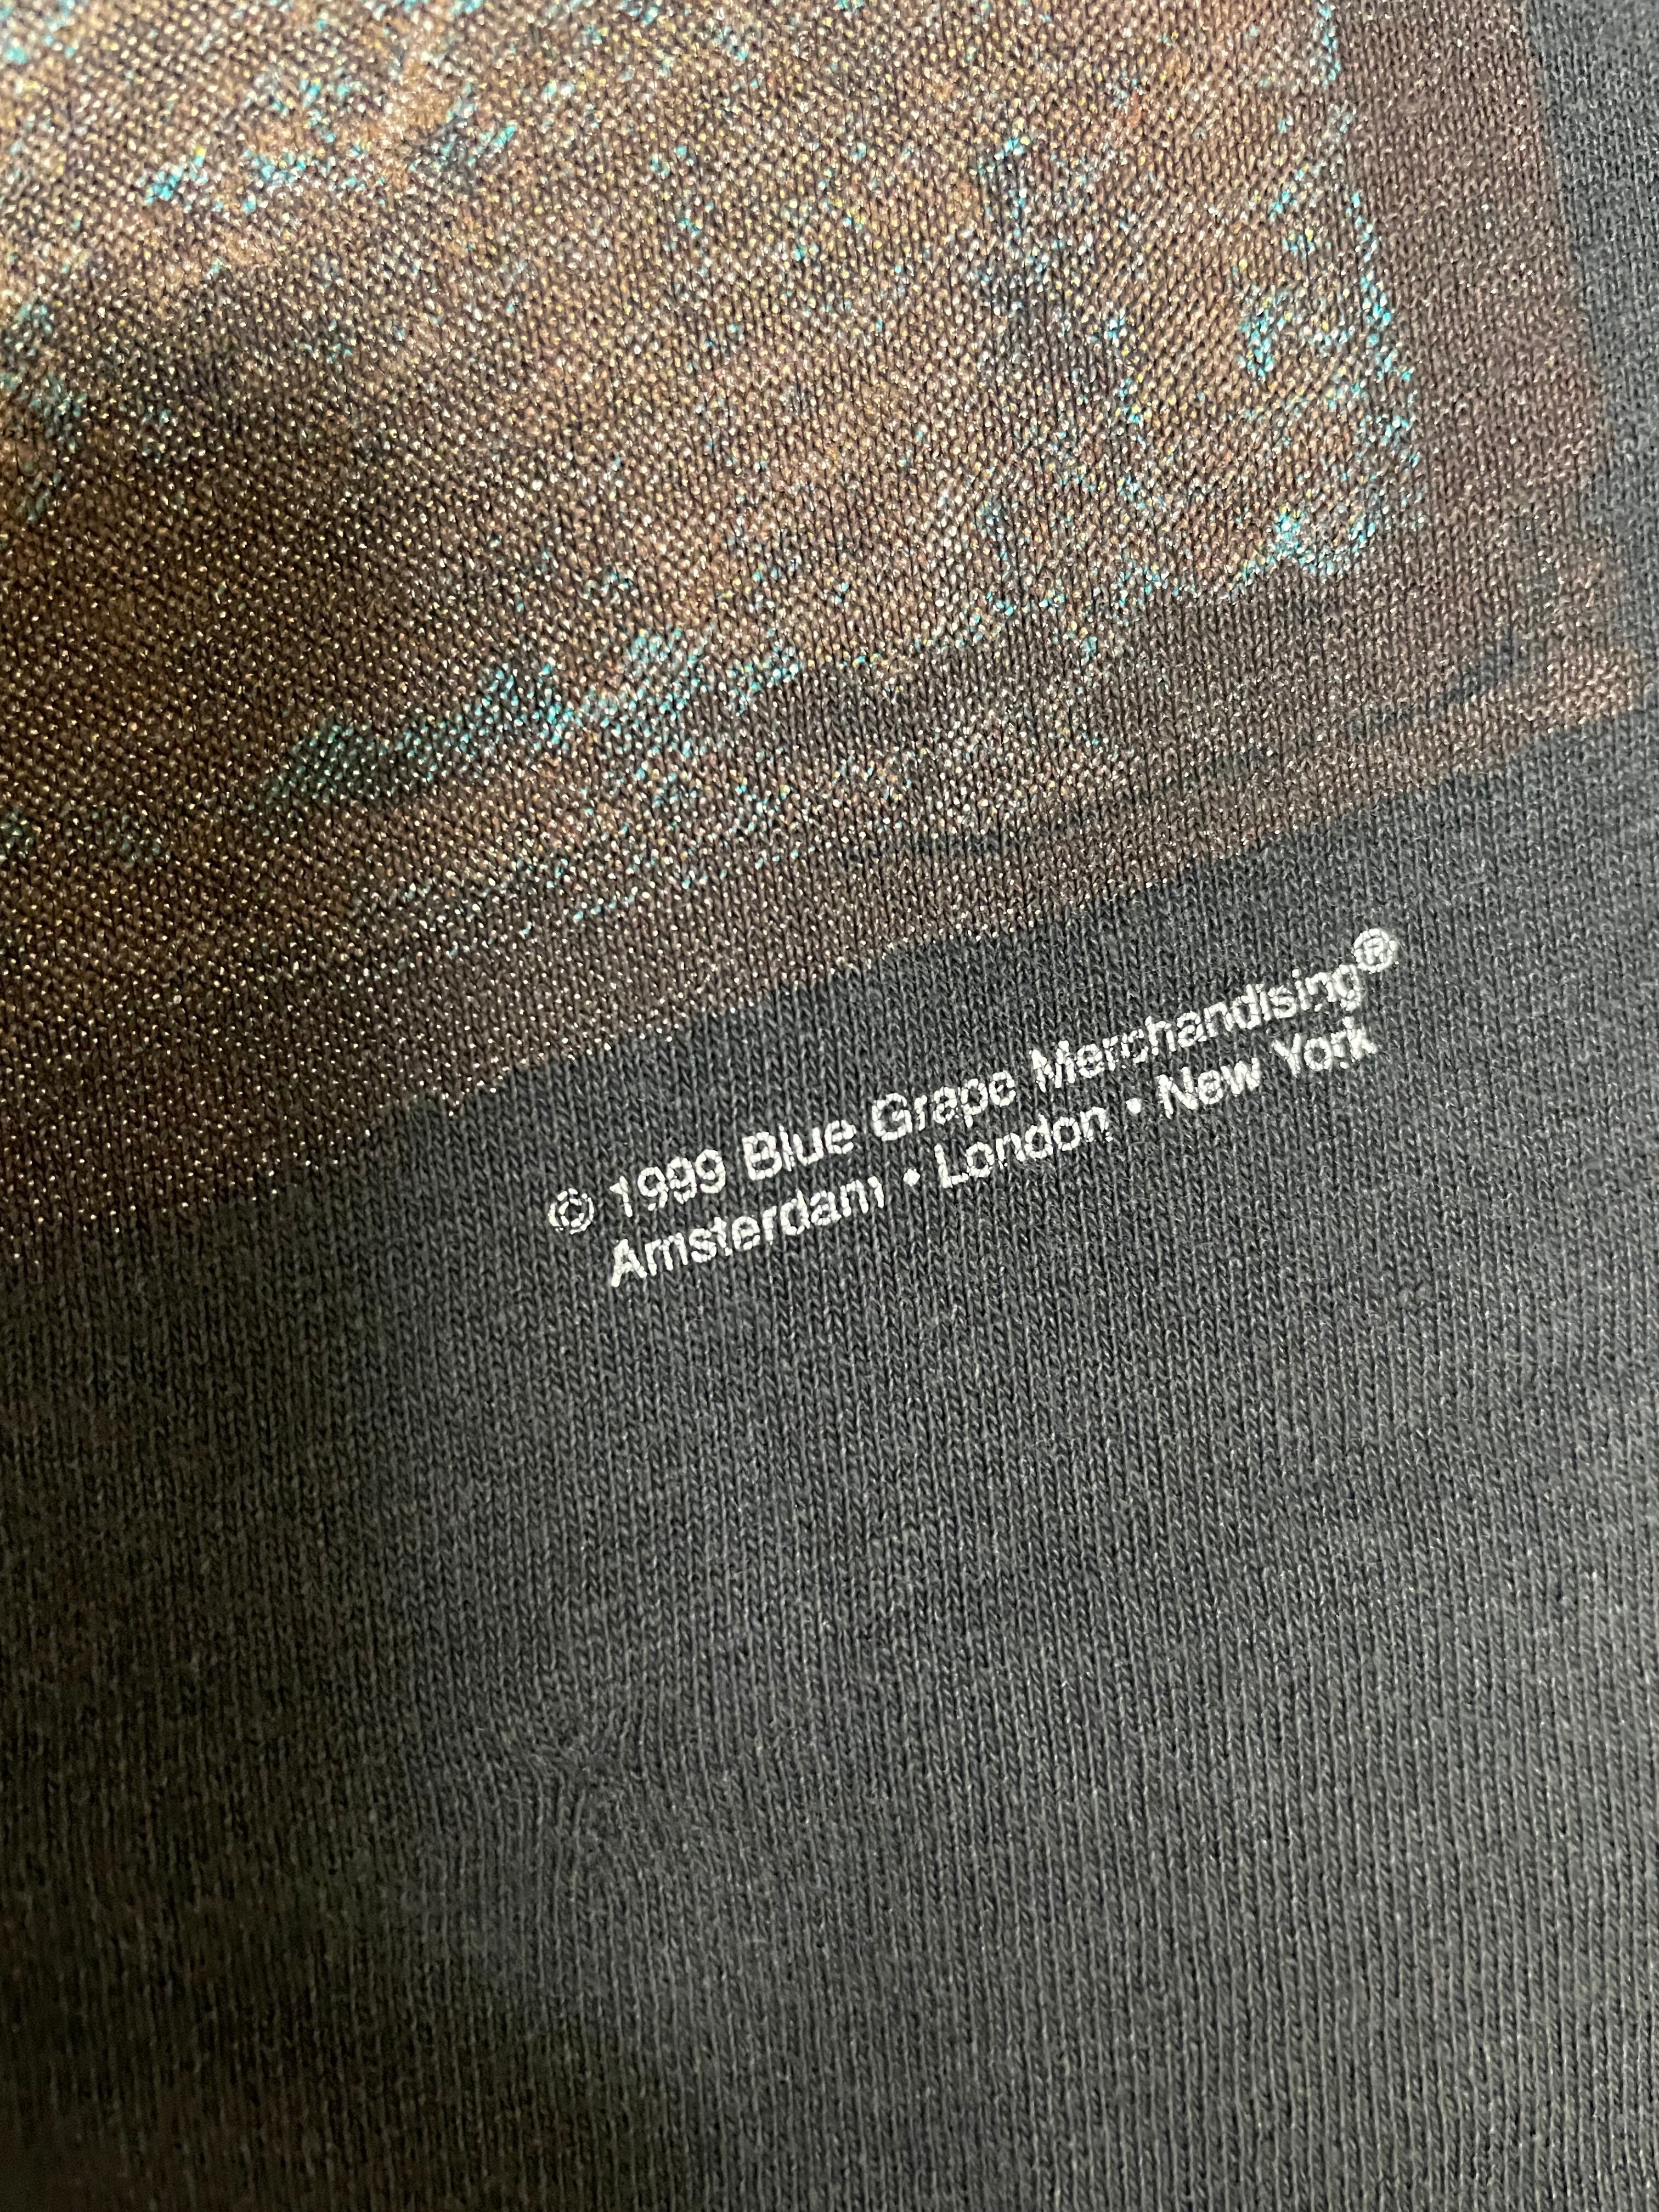 © 1999 Blue Grape Merchandising®
Amsterdam • London • New York